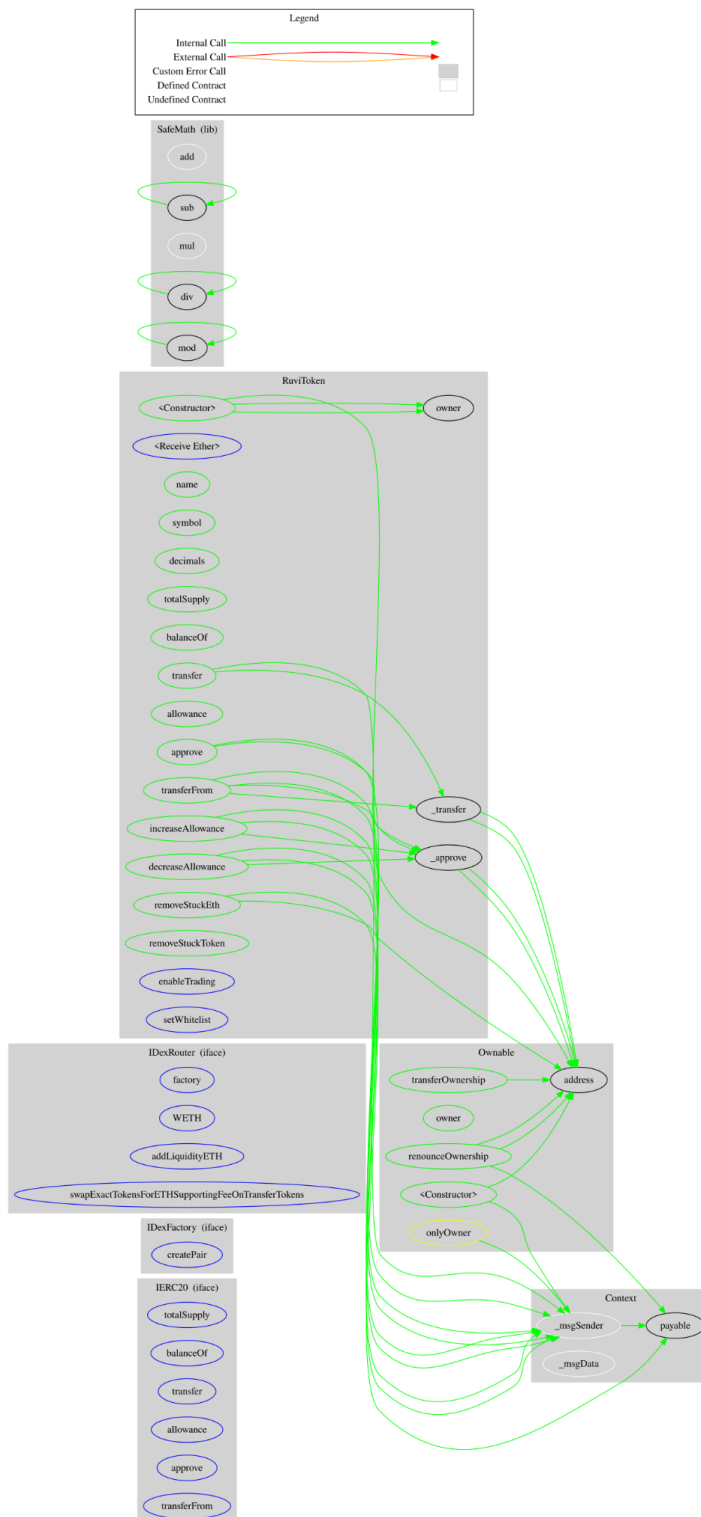 Legend
Internal Call
External Call
Custom Error Call
Defined Contract
Undefined Contract
SafeMath (lib)
add
sub
mul
div
mod
RuviToken
<Constructor>
owner
<Receive Ether>
name
symbol
decimals
totalSupply
balanceOf
transfer
allowance
approve
transferFrom
_transfer
increaseAllowance
_approve
decreaseAllowance
removeStuckEth
removeStuckToken
enableTrading
setWhitelist
IDexRouter (iface)
factory
WETH
addLiquidityETH
swapExactTokensForETHSupportingFeeOnTransferTokens
Ownable
transferOwnership
address
owner
renounceOwnership
<Constructor>
onlyOwner
IDexFactory (iface)
createPair
Context
_msgSender
payable
_msgData
IERC20 (iface)
totalSupply
balanceOf
transfer
allowance
approve
transferFrom